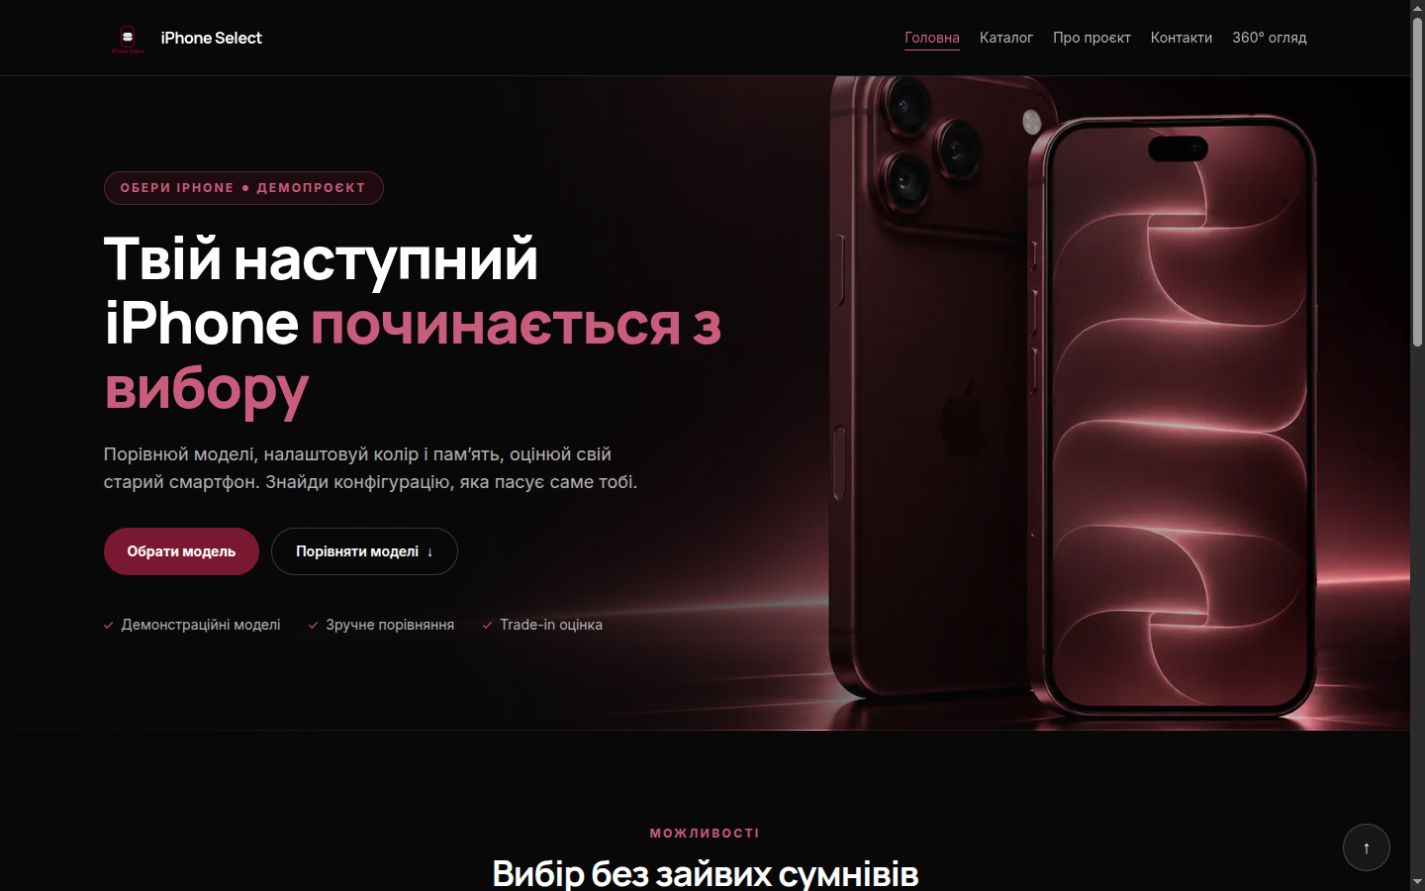 iPhone Select
Головна
Каталог
Про проєкт
Контакти
360° огляд
ОБЕРИ IPHONE ● ДЕМОПРОЄКТ
Твій наступний
iPhone починається з
вибору
Порівнюй моделі, налаштовуй колір і пам’ять, оцінюй свій
старий смартфон. Знайди конфігурацію, яка пасує саме тобі.
Обрати модель
Порівняти моделі ↓
✓ Демонстраційні моделі
✓ Зручне порівняння
✓ Trade-in оцінка
МОЖЛИВОСТІ
Вибір без зайвих сумнівів
↑